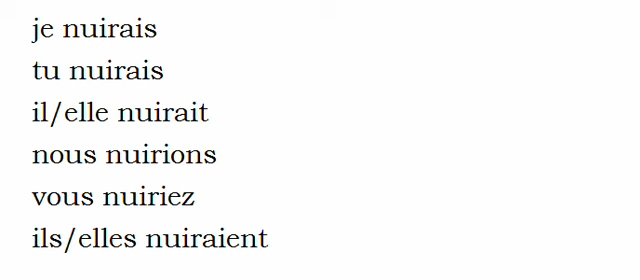 je nuirais
tu nuirais
il/elle nuirait
nous nuirions
vous nuiriez
ils/elles nuiraient